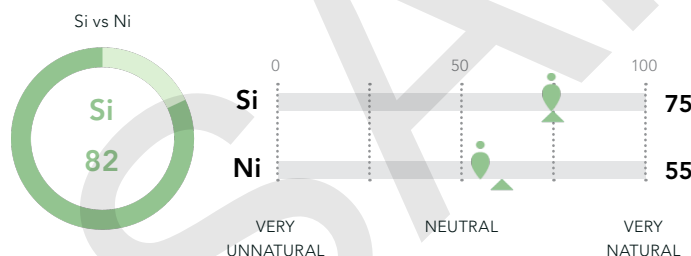 Si vs Ni
Si
82
0 50 100
Si 75
Ni 55
VERY UNNATURAL
NEUTRAL
VERY NATURAL